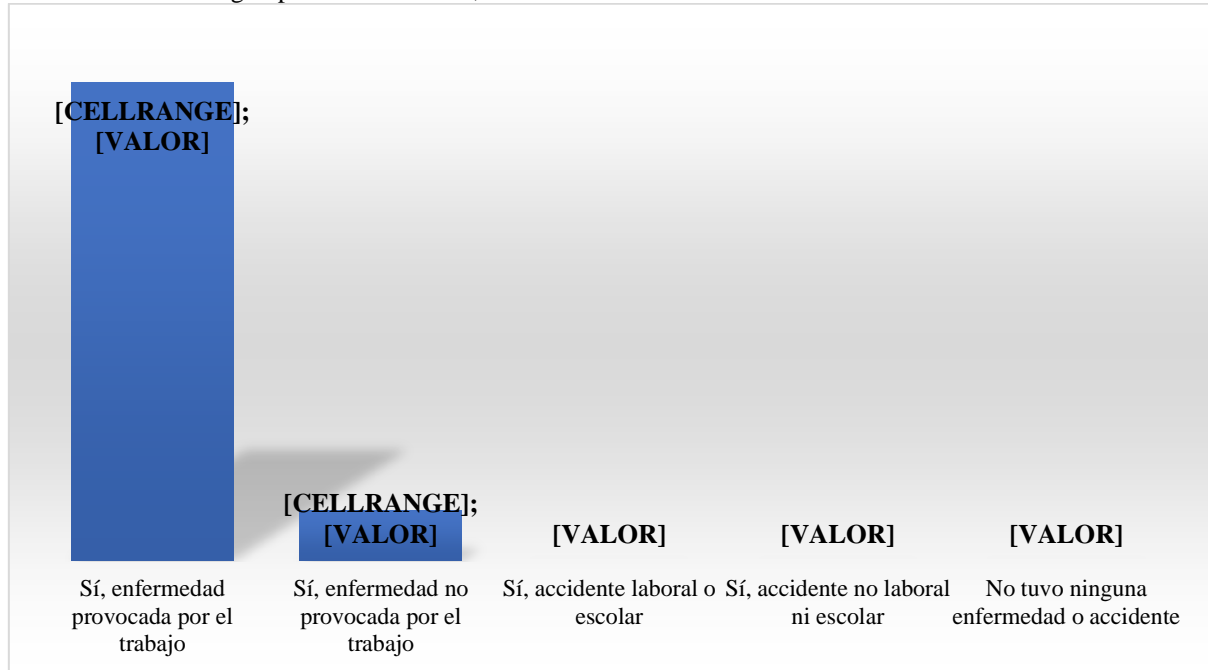 [CELLRANGE];
[VALOR]
[CELLRANGE];
[VALOR]
[VALOR]
[VALOR]
[VALOR]
Sí, enfermedad
provocada por el
trabajo
Sí, enfermedad no
provocada por el
trabajo
Sí, accidente laboral o
escolar
Sí, accidente no laboral
ni escolar
No tuvo ninguna
enfermedad o accidente